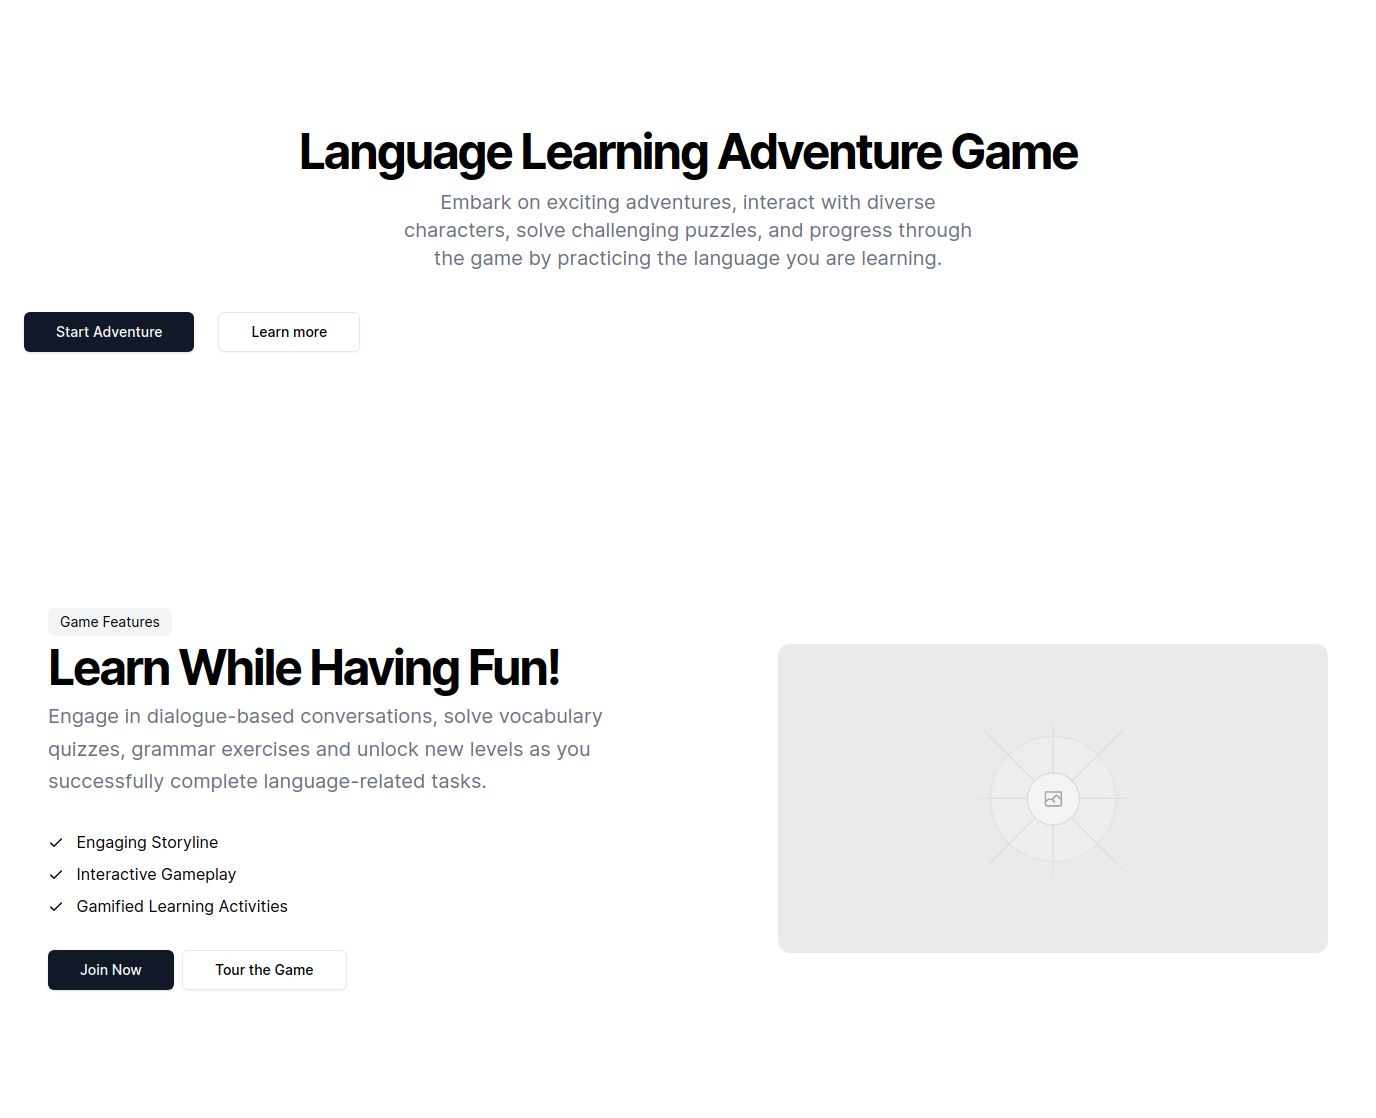 Language Learning Adventure Game
Embark on exciting adventures, interact with diverse
characters, solve challenging puzzles, and progress through
the game by practicing the language you are learning.
Start Adventure
Learn more
Game Features
Learn While Having Fun!
Engage in dialogue-based conversations, solve vocabulary
quizzes, grammar exercises and unlock new levels as you
successfully complete language-related tasks.
Engaging Storyline
Interactive Gameplay
Gamified Learning Activities
Join Now
Tour the Game